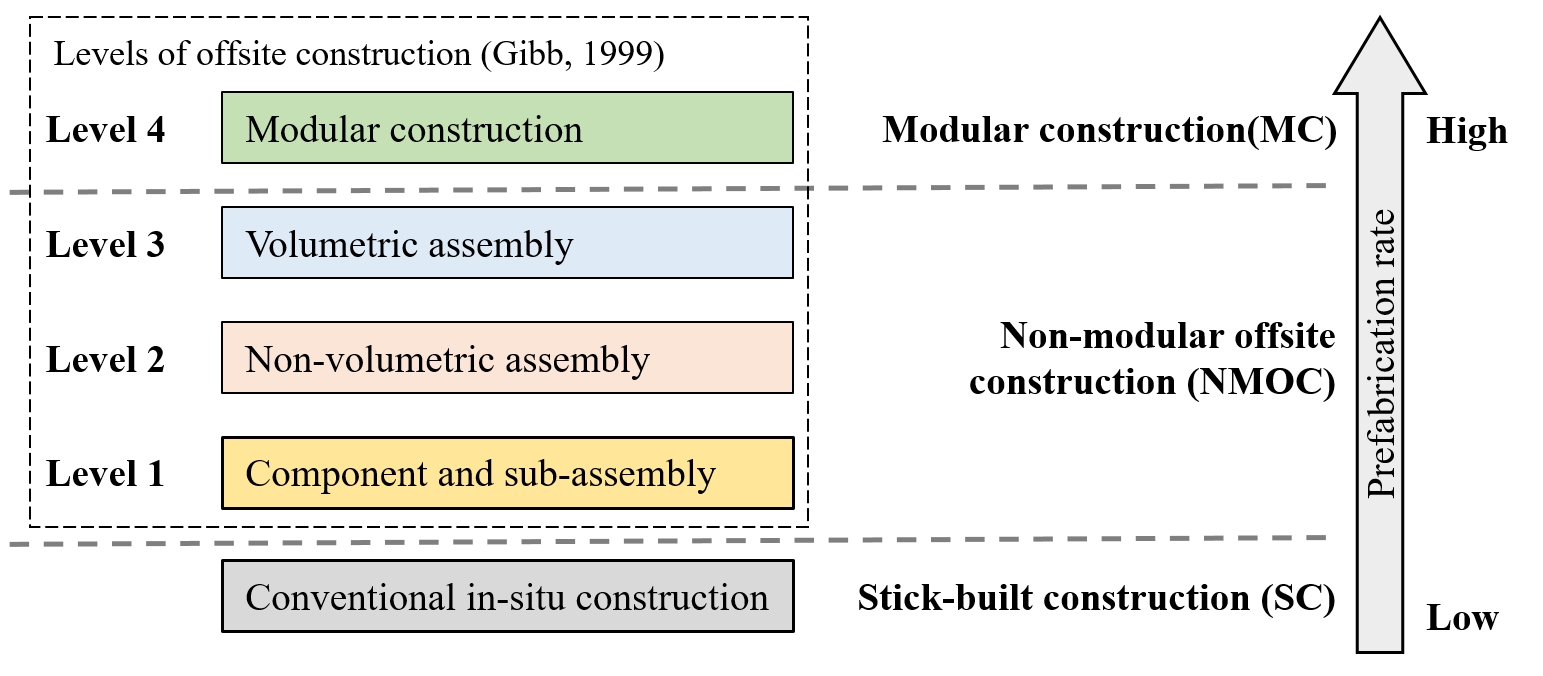 Levels of offsite construction (Gibb, 1999)
Level 4
Modular construction
Modular construction(MC)
High
Level 3
Volumetric assembly
Level 2
Non-volumetric assembly
Non-modular offsite
construction (NMOC)
Prefabrication rate
Level 1
Component and sub-assembly
Conventional in-situ construction
Stick-built construction (SC)
Low